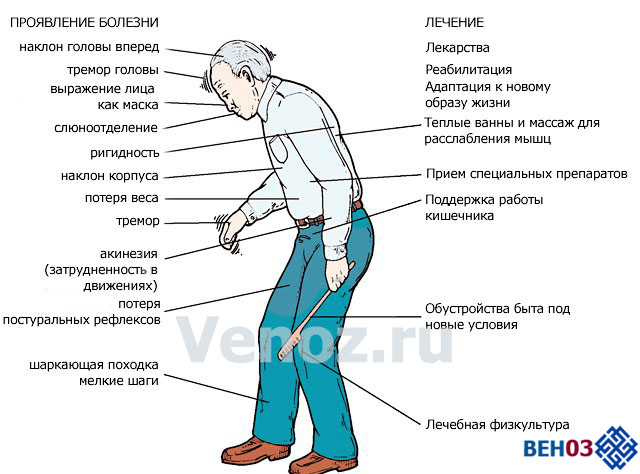 ПРОЯВЛЕНИЕ БОЛЕЗНИ
наклон головы вперед
тремор головы
выражение лица
как маска
слюноотделение
ригидность
наклон корпуса
потеря веса
тремор
акинезия
(затрудненность в
движениях)
потеря
постуральных рефлексов
шаркающая походка
мелкие шаги
ЛЕЧЕНИЕ
Лекарства
Реабилитация
Адаптация к новому
образу жизни
Теплые ванны и массаж для
расслабления мышц
Прием специальных препаратов
Поддержка работы
кишечника
Обустройства быта под
новые условия
Лечебная физкультура
Venoz.ru
ВЕНОЗ